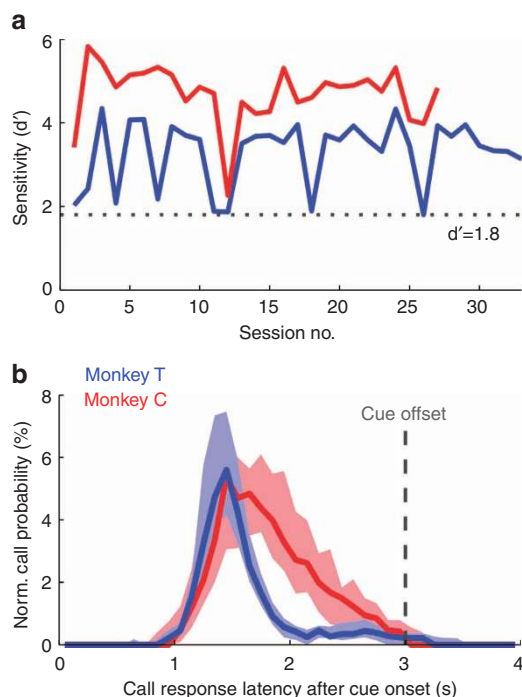 a
6
4
2
0
Sensitivity (d′)
d′=1.8
0 5 10 15 20 25 30
Session no.
b
Monkey T
Monkey C
Cue offset
8
6
4
2
0
Norm. call probability (%)
0 1 2 3 4
Call response latency after cue onset (s)